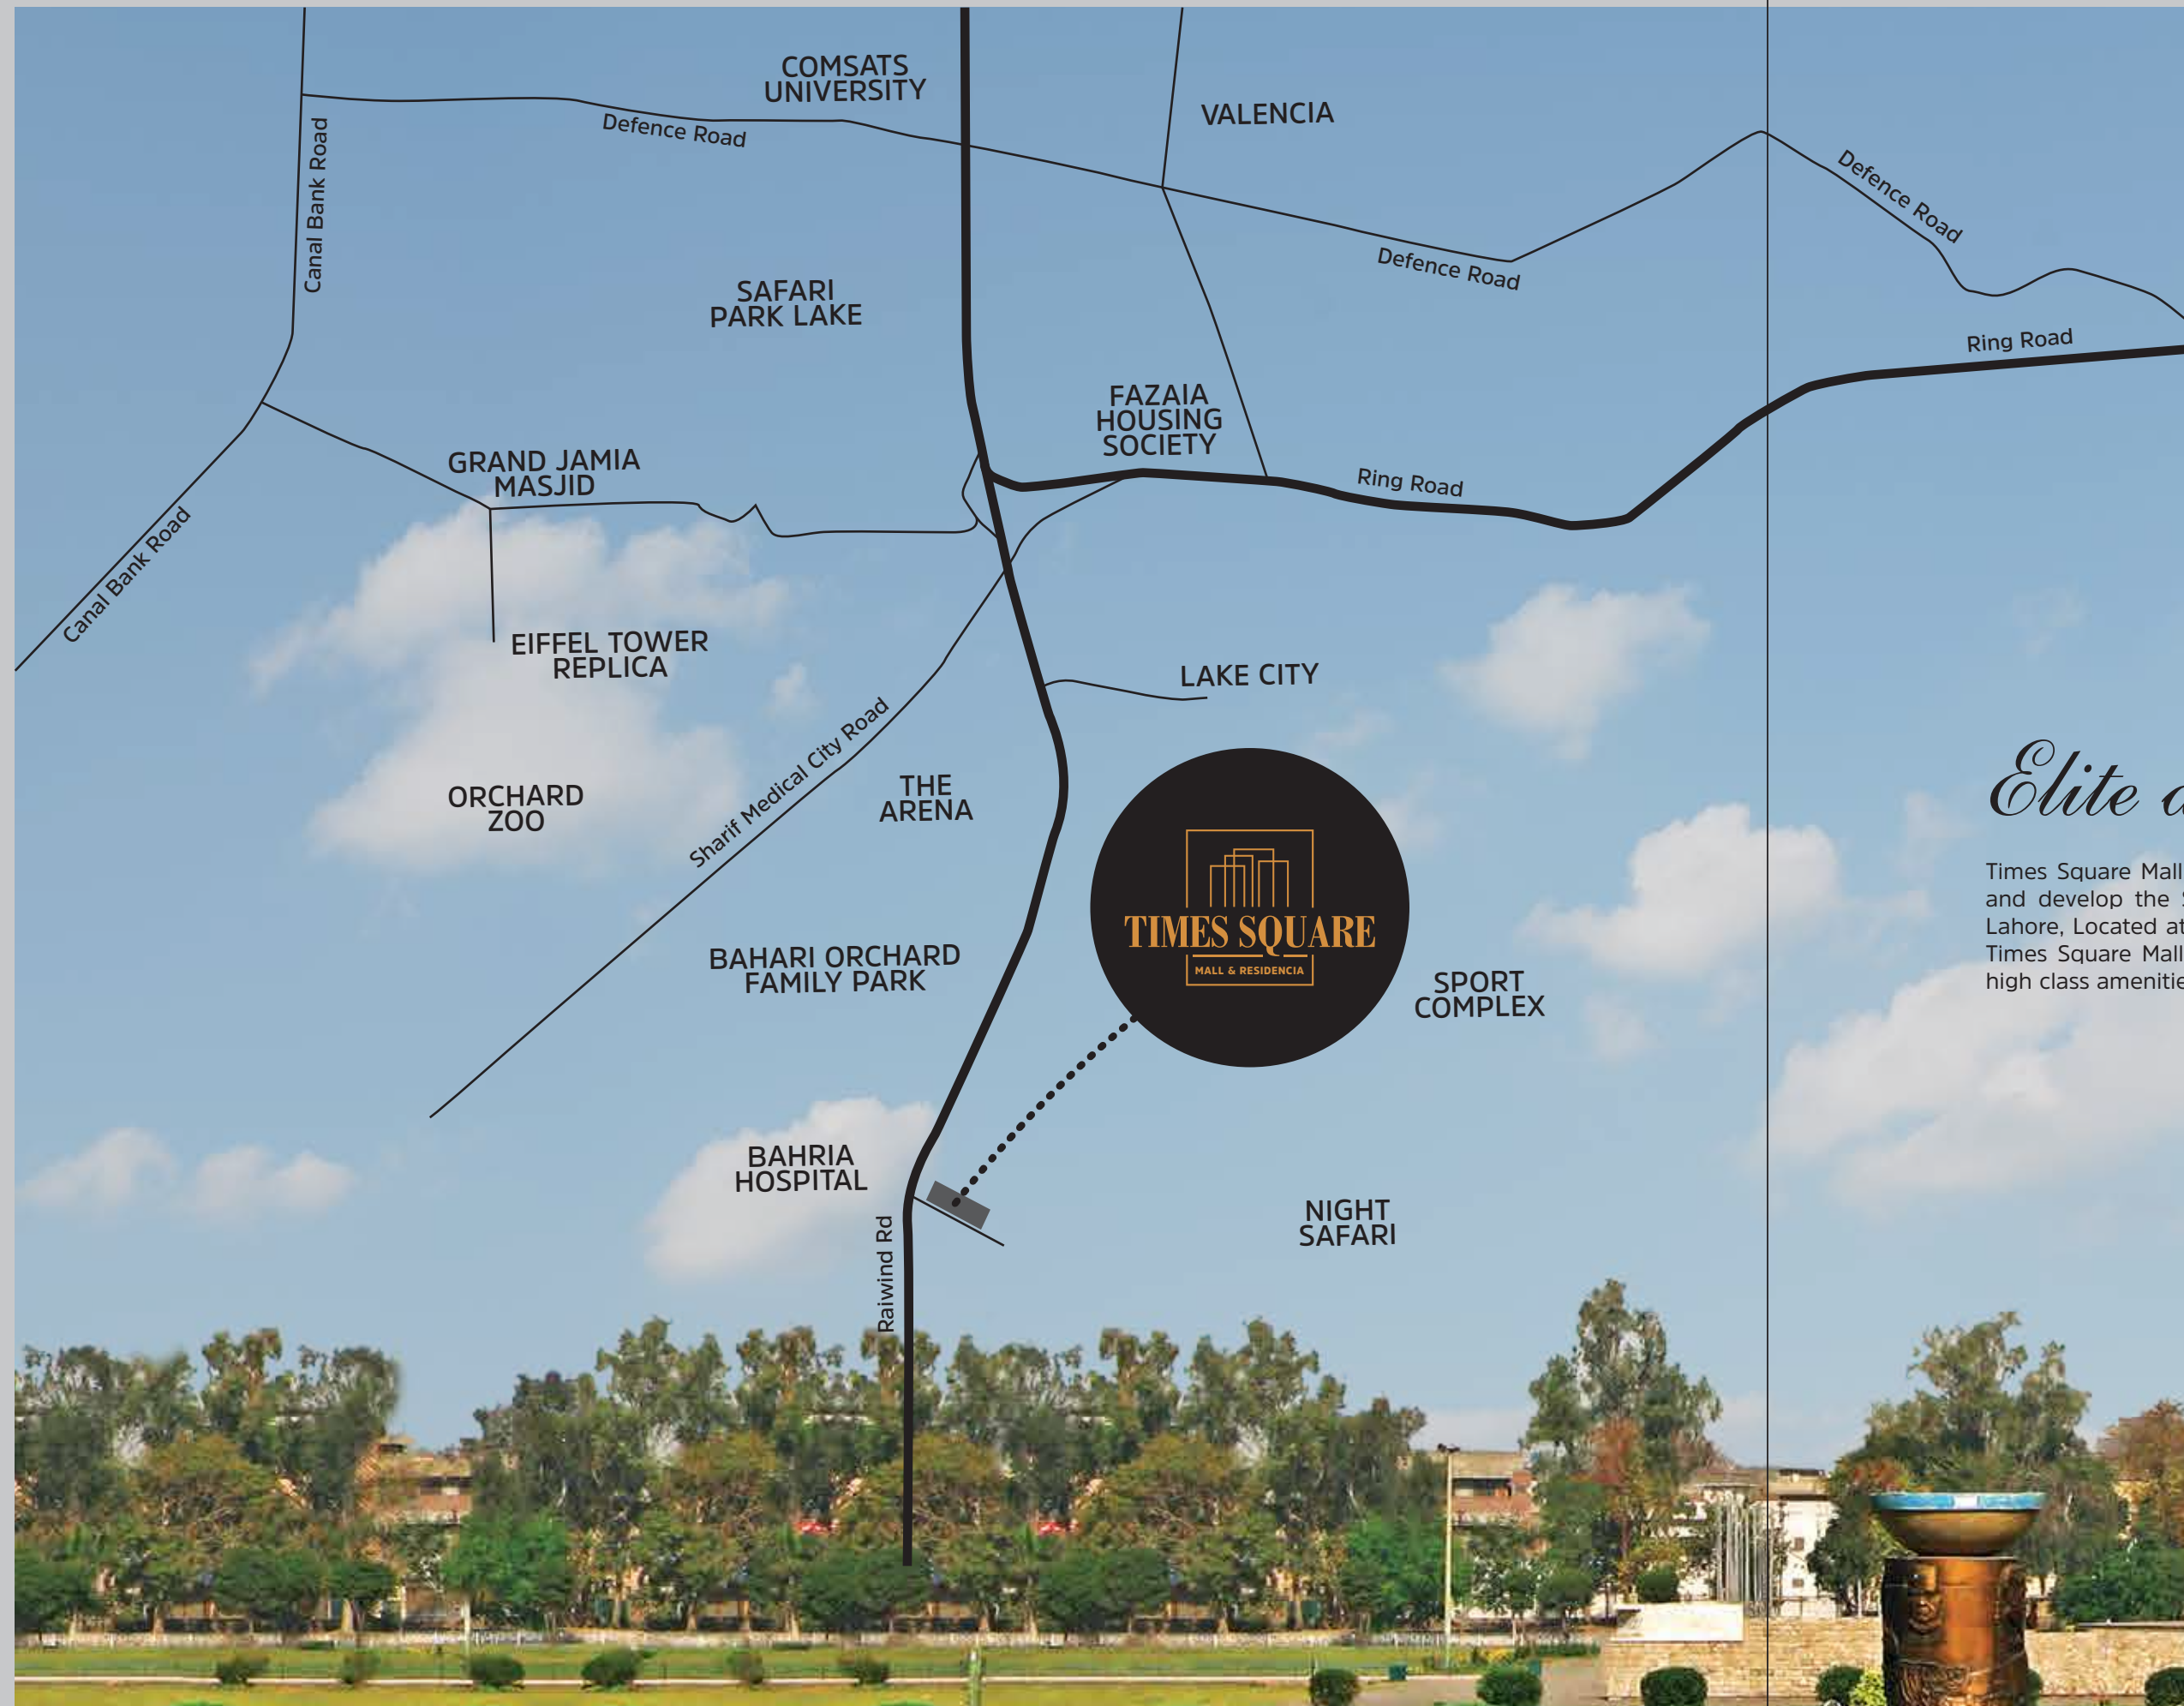 COMSATS
UNIVERSITY
VALENCIA
Defence Road
Canal Bank Road
Defence Road
Defence Road
SAFARI
PARK LAKE
Ring Road
FAZAIA
HOUSING
SOCIETY
GRAND JAMIA
MASJID
Ring Road
Canal Bank Road
EIFFEL TOWER
REPLICA
LAKE CITY
Sharif Medical City Road
ORCHARD
ZOO
THE
ARENA
TIMES SQUARE
MALL & RESIDENCIA
BAHARI ORCHARD
FAMILY PARK
SPORT
COMPLEX
BAHRIA
HOSPITAL
NIGHT
SAFARI
Raiwind Rd
Elite
Times Square Mall
and develop the
Lahore, Located at
Times Square Mall
high class